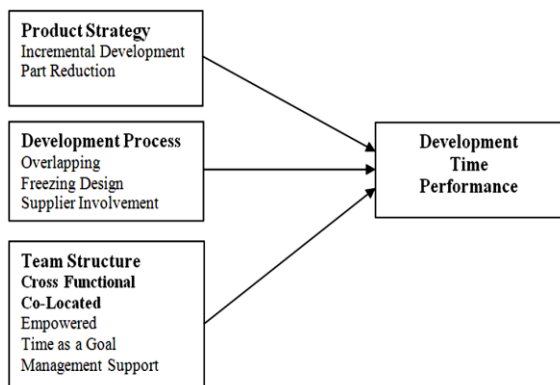 Product Strategy
Incremental Development
Part Reduction
Development Process
Overlapping
Freezing Design
Supplier Involvement
Team Structure
Cross Functional
Co-Located
Empowered
Time as a Goal
Management Support
Development
Time
Performance